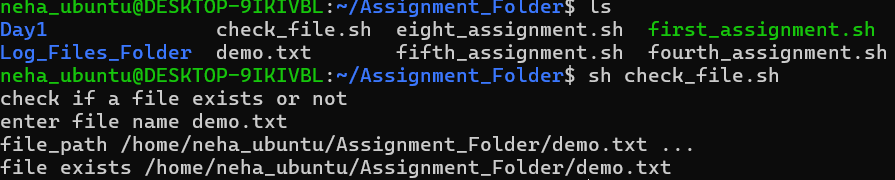 neha_ubuntu@DESKTOP-9IKIVBL:~/Assignment_Folder$ ls
Day1 check_file.sh eight_assignment.sh first_assignment.sh
Log_Files_Folder demo.txt fifth_assignment.sh fourth_assignment.sh
neha_ubuntu@DESKTOP-9IKIVBL:~/Assignment_Folder$ sh check_file.sh
check if a file exists or not
enter file name demo.txt
file_path /home/neha_ubuntu/Assignment_Folder/demo.txt ...
file exists /home/neha_ubuntu/Assignment_Folder/demo.txt